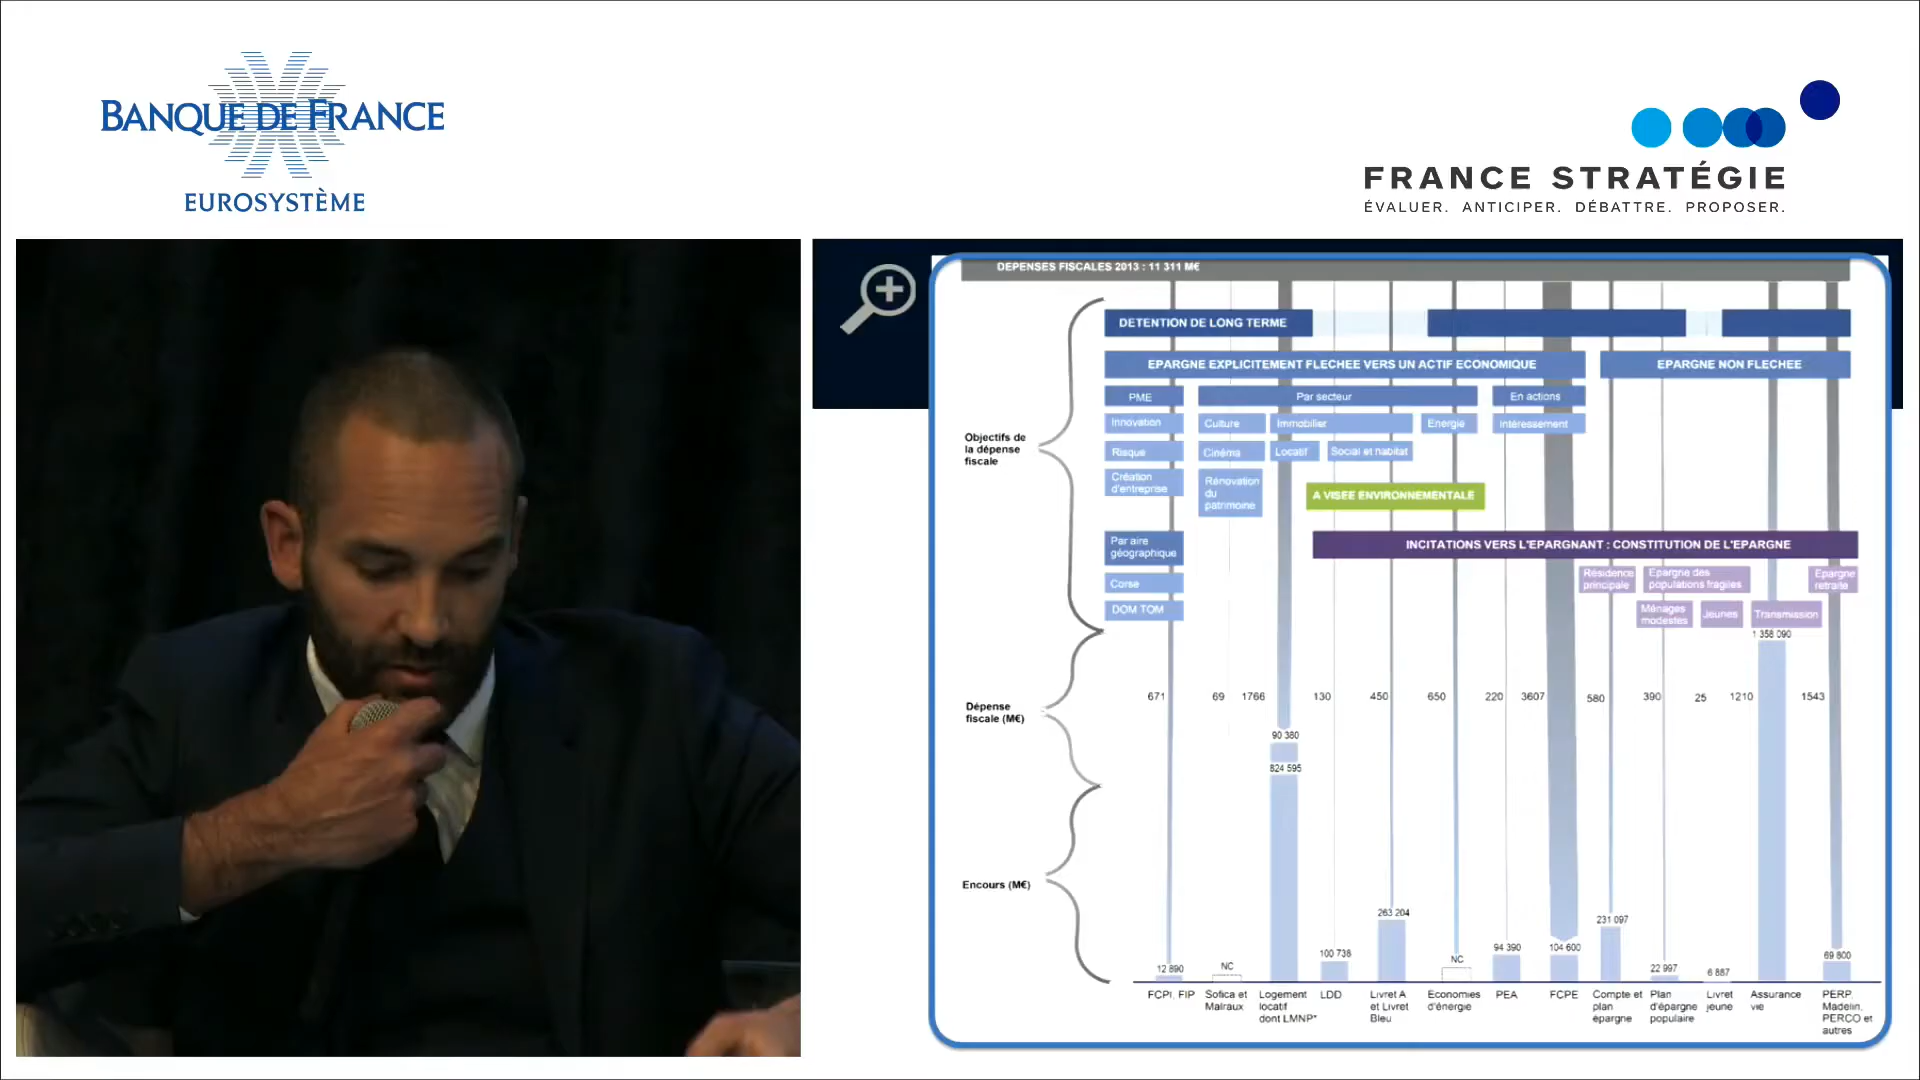 BANQUE DE FRANCE
EUROSYSTÈME
FRANCE STRATÉGIE
ÉVALUER. ANTICIPER. DÉBATTRE. PROPOSER.
DEPENSES FISCALES 2013 : 11 311 M€
DETENTION DE LONG TERME
EPARGNE EXPLICITEMENT FLECHEE VERS UN ACTIF ECONOMIQUE
EPARGNE NON FLECHEE
PME
Par secteur
En actions
Innovation
Culture
Immobilier
Energie
Intéressement
Objectifs de
la dépense
fiscale
Risque
Cinéma
Locatif
Social et habitat
Création
d'entreprise
Rénovation
du
patrimoine
A VISEE ENVIRONNEMENTALE
Par aire
géographique
INCITATIONS VERS L'EPARGNANT : CONSTITUTION DE L'EPARGNE
Corse
Résidence
principale
Epargne des
populations fragiles
Epargne
retraite
DOM TOM
Ménages
modestes
Jeunes
Transmission
1 358 090
Dépense
fiscale (M€)
671
69
1766
130
450
650
220
3607
580
390
25
1210
1543
90 380
824 595
Encours (M€)
12 890
NC
100 738
263 204
NC
94 390
104 600
231 097
22 997
6 887
69 800
FCPI, FIP
Sofica et
Malraux
Logement
locatif
dont LMNP*
LDD
Livret A
et Livret
Bleu
Economies
d'énergie
PEA
FCPE
Compte et
plan
épargne
Plan
d'épargne
populaire
Livret
jeune
Assurance
vie
PERP,
Madelin,
PERCO et
autres